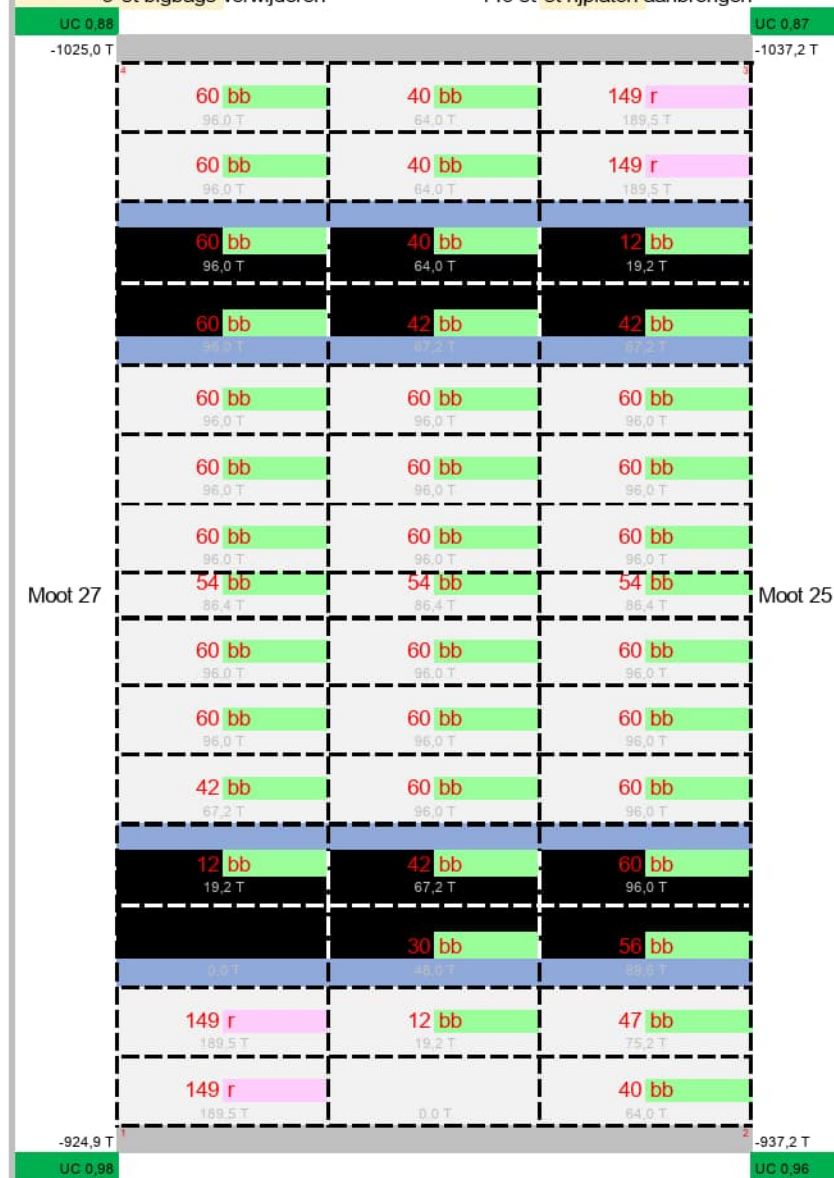 UC 0,88 UC 0,87
-1025,0 T -1037,2 T
4 3
60 bb 40 bb 149 r
96,0 T 64,0 T 189,5 T
60 bb 40 bb 149 r
96,0 T 64,0 T 189,5 T
60 bb 40 bb 12 bb
96,0 T 64,0 T 19,2 T
60 bb 42 bb 42 bb
96,0 T 67,2 T 67,2 T
60 bb 60 bb 60 bb
96,0 T 96,0 T 96,0 T
60 bb 60 bb 60 bb
96,0 T 96,0 T 96,0 T
60 bb 60 bb 60 bb
96,0 T 96,0 T 96,0 T
54 bb 54 bb 54 bb
Moot 27 86,4 T 86,4 T 86,4 T Moot 25
60 bb 60 bb 60 bb
96,0 T 96,0 T 96,0 T
60 bb 60 bb 60 bb
96,0 T 96,0 T 96,0 T
42 bb 60 bb 60 bb
67,2 T 96,0 T 96,0 T
12 bb 42 bb 60 bb
19,2 T 67,2 T 96,0 T
30 bb 56 bb
0,0 T 48,0 T 89,6 T
149 r 12 bb 47 bb
189,5 T 19,2 T 75,2 T
149 r 40 bb
189,5 T 0,0 T 64,0 T
-924,9 T 1 2 -937,2 T
UC 0,98 UC 0,96